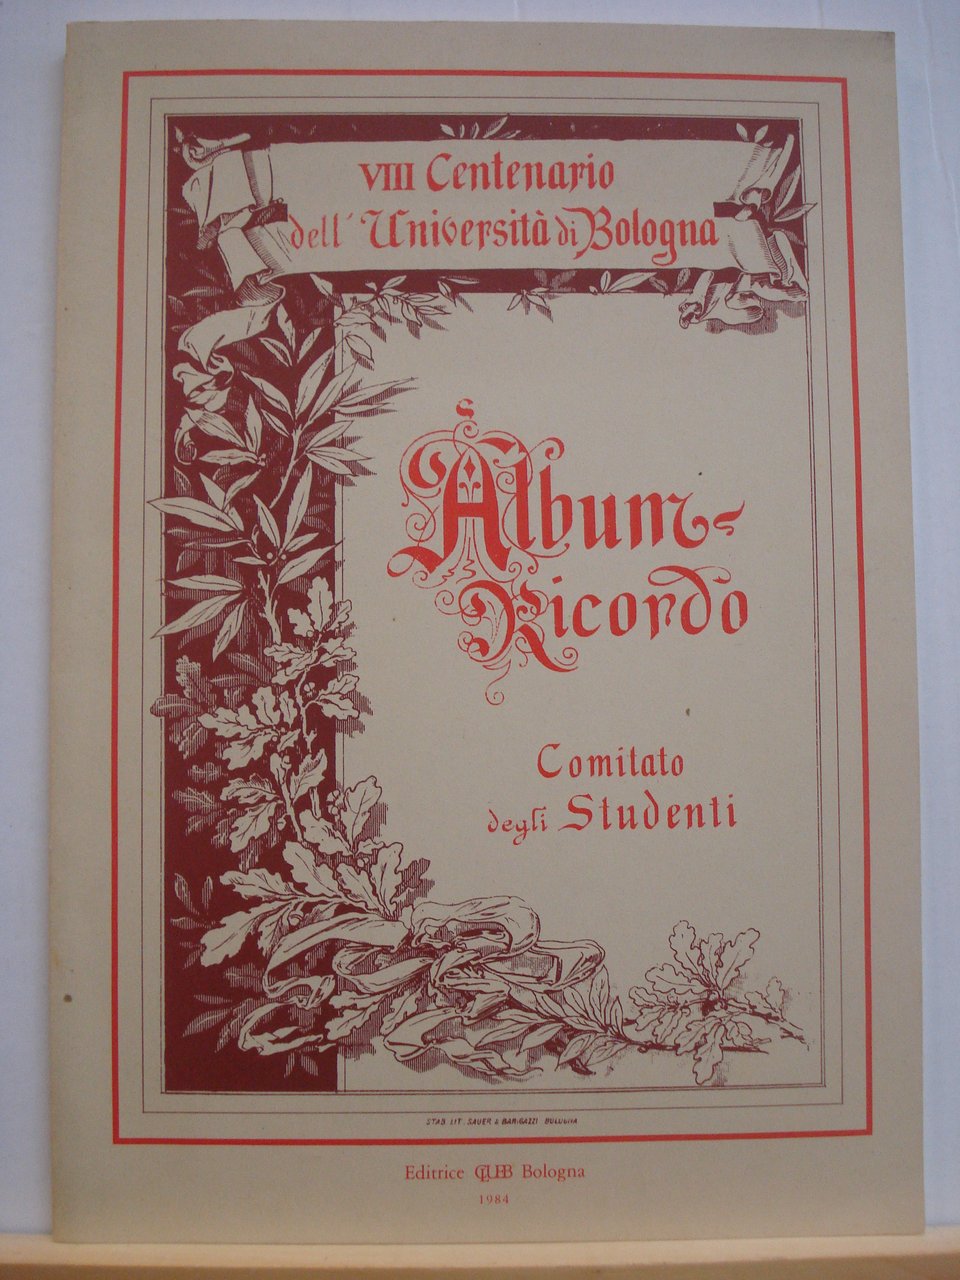 VIII Centenario
dell' Università di Bologna
Album-
Ricordo
Comitato
degli Studenti
STAB. LIT. SAUER & BARIGAZZI BOLOGNA
Editrice CLUEB Bologna
1984